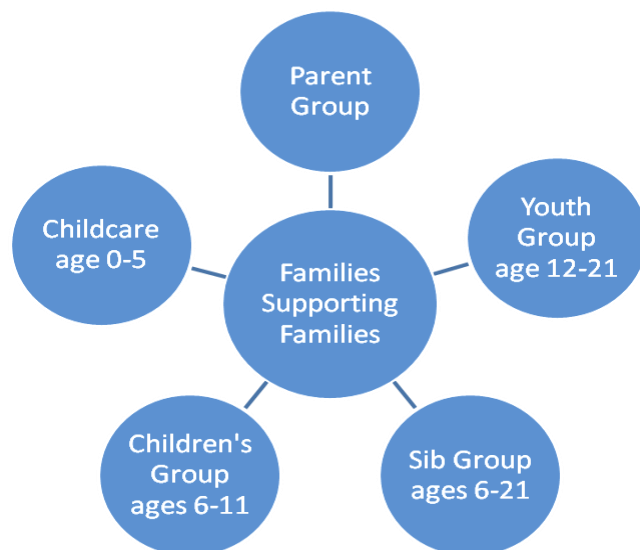 Parent
Group
Childcare
age 0-5
Youth
Group
age 12-21
Families
Supporting
Families
Children's
Group
ages 6-11
Sib Group
ages 6-21